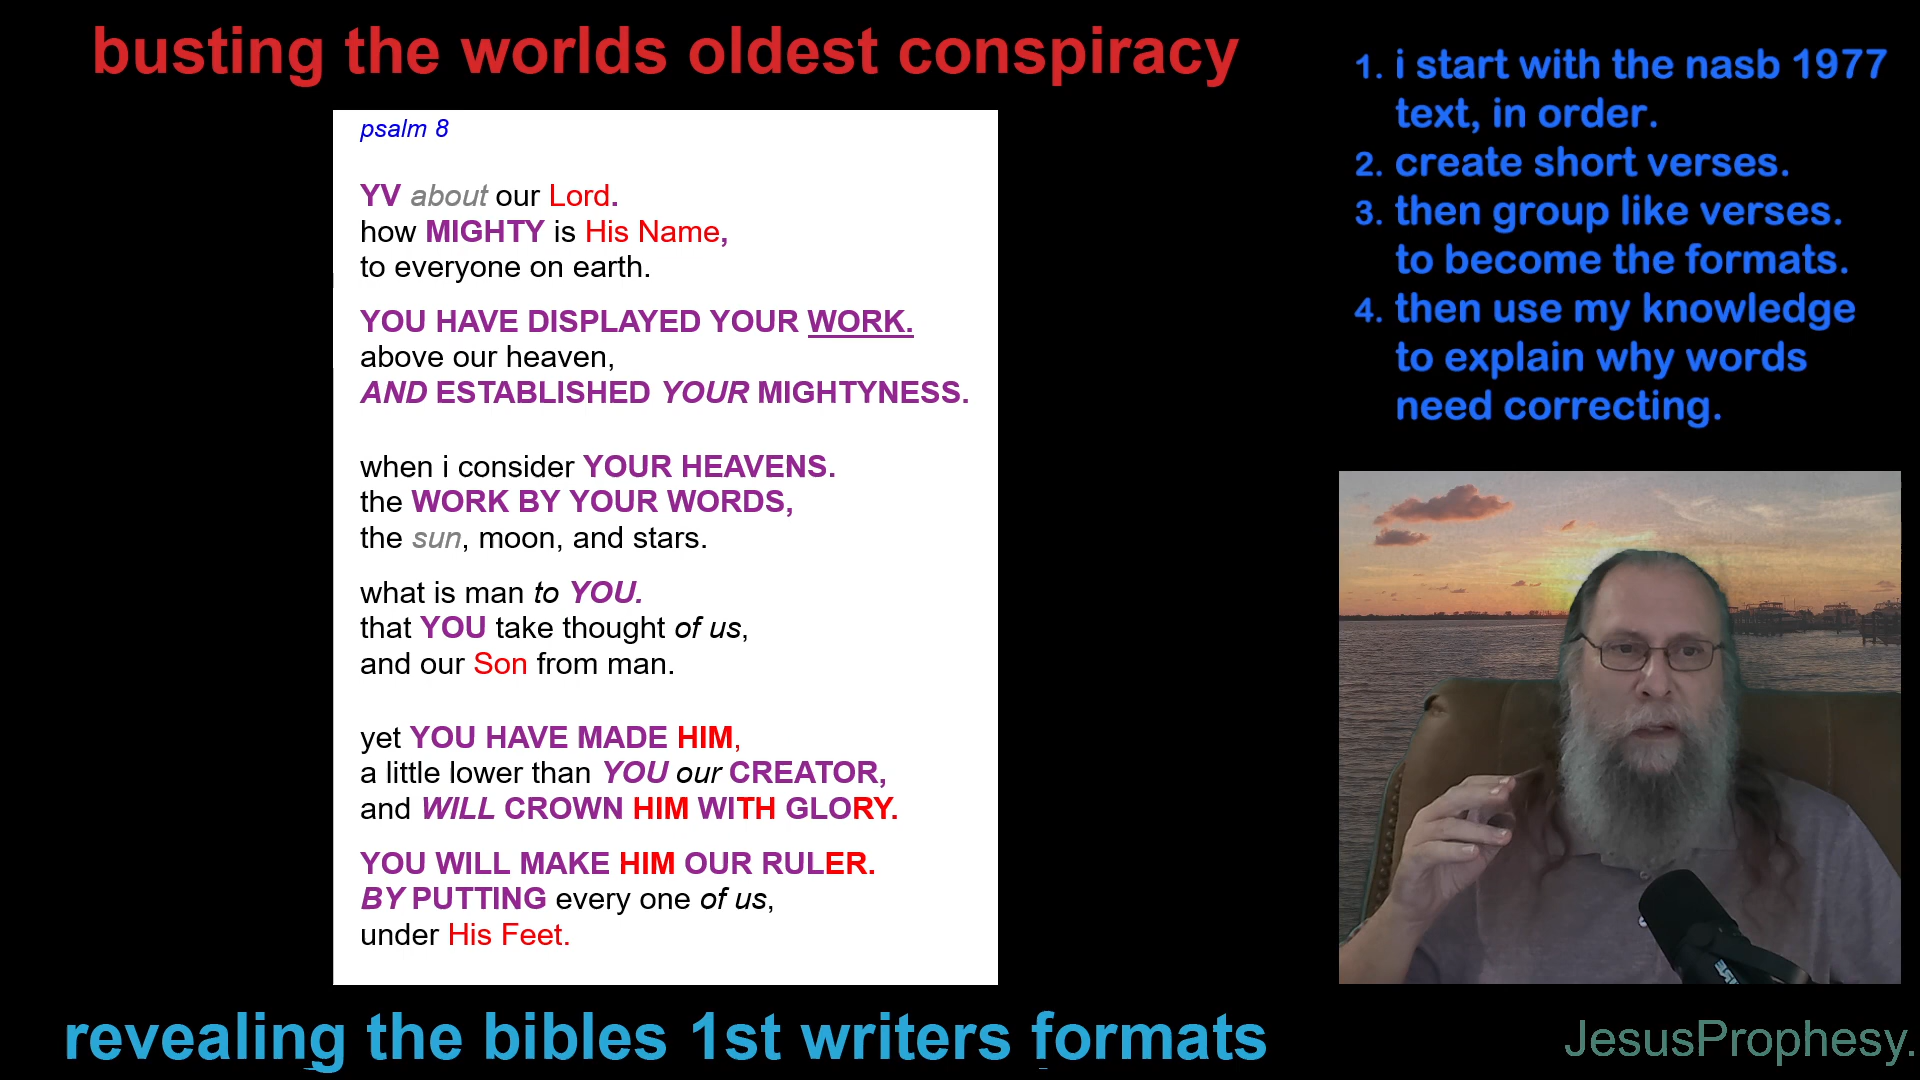 busting the worlds oldest conspiracy
psalm 8
YV about our Lord.
how MIGHTY is His Name,
to everyone on earth.
YOU HAVE DISPLAYED YOUR WORK.
above our heaven,
AND ESTABLISHED YOUR MIGHTYNESS.
when i consider YOUR HEAVENS.
the WORK BY YOUR WORDS,
the sun, moon, and stars.
what is man to YOU.
that YOU take thought of us,
and our Son from man.
yet YOU HAVE MADE HIM,
a little lower than YOU our CREATOR,
and WILL CROWN HIM WITH GLORY.
YOU WILL MAKE HIM OUR RULER.
BY PUTTING every one of us,
under His Feet.
1. i start with the nasb 1977
text, in order.
2. create short verses.
3. then group like verses.
to become the formats.
4. then use my knowledge
to explain why words
need correcting.
revealing the bibles 1st writers formats
JesusProphesy.